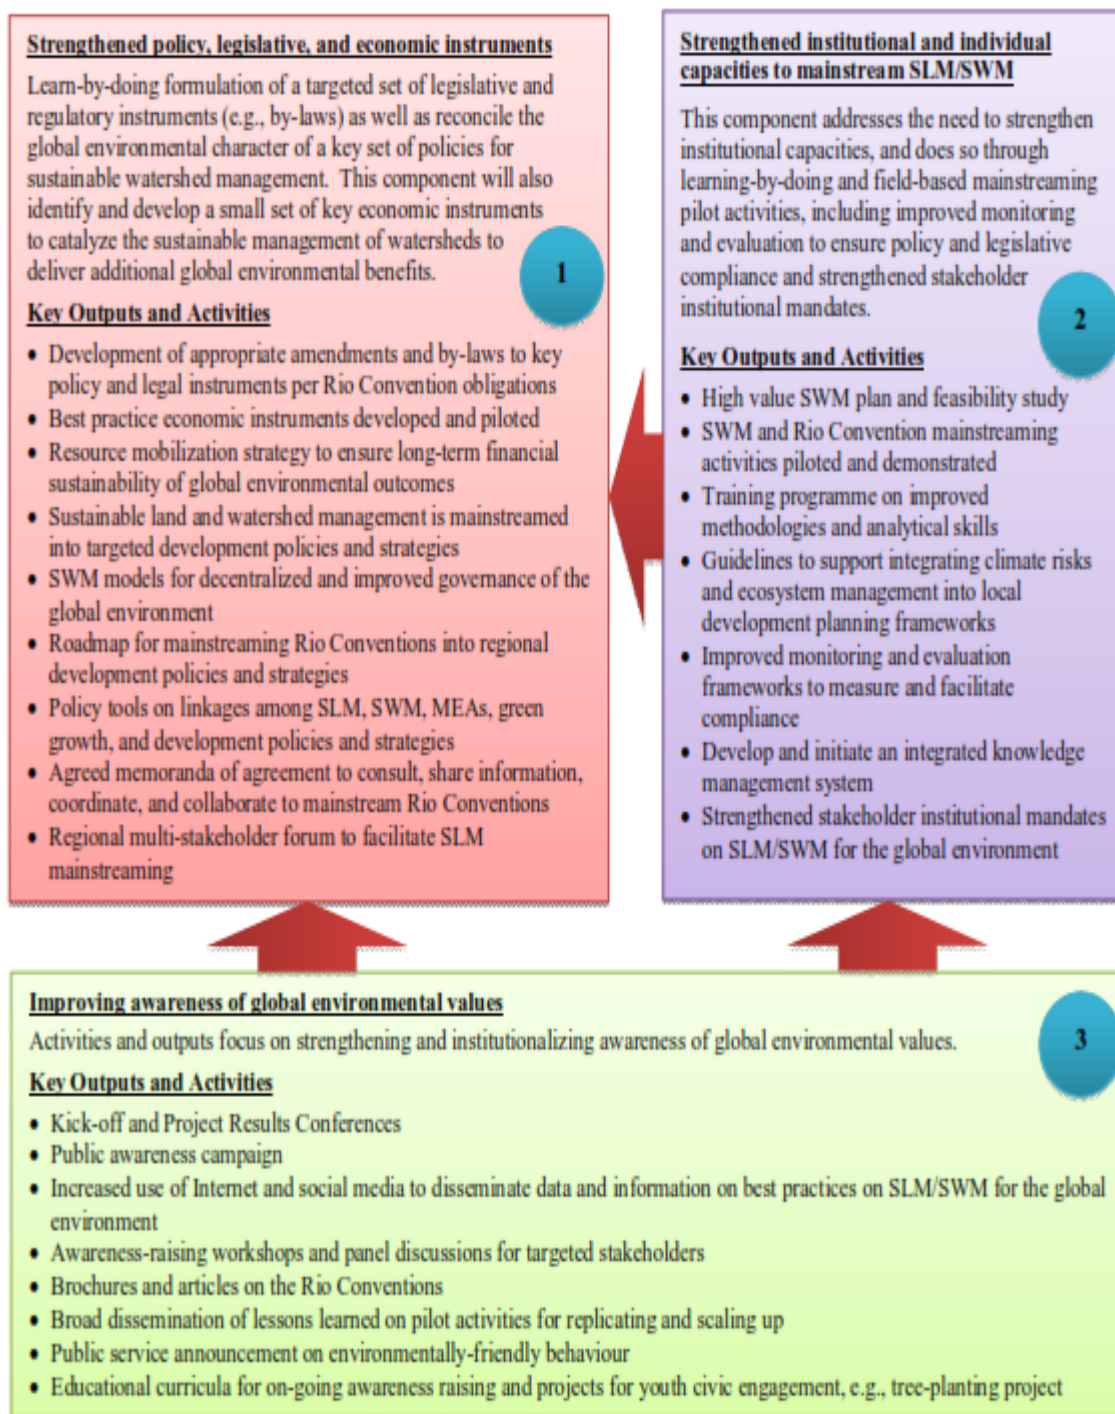 Strengthened policy, legislative, and economic instruments
Learn-by-doing formulation of a targeted set of legislative and
regulatory instruments (e.g., by-laws) as well as reconcile the
global environmental character of a key set of policies for
sustainable watershed management. This component will also
identify and develop a small set of key economic instruments
to catalyze the sustainable management of watersheds to
deliver additional global environmental benefits.
1
Key Outputs and Activities
• Development of appropriate amendments and by-laws to key
policy and legal instruments per Rio Convention obligations
• Best practice economic instruments developed and piloted
• Resource mobilization strategy to ensure long-term financial
sustainability of global environmental outcomes
• Sustainable land and watershed management is mainstreamed
into targeted development policies and strategies
• SWM models for decentralized and improved governance of the
global environment
• Roadmap for mainstreaming Rio Conventions into regional
development policies and strategies
• Policy tools on linkages among SLM, SWM, MEAs, green
growth, and development policies and strategies
• Agreed memoranda of agreement to consult, share information,
coordinate, and collaborate to mainstream Rio Conventions
• Regional multi-stakeholder forum to facilitate SLM
mainstreaming
Strengthened institutional and individual
capacities to mainstream SLM/SWM
This component addresses the need to strengthen
institutional capacities, and does so through
learning-by-doing and field-based mainstreaming
pilot activities, including improved monitoring
and evaluation to ensure policy and legislative
compliance and strengthened stakeholder
institutional mandates.
2
Key Outputs and Activities
• High value SWM plan and feasibility study
• SWM and Rio Convention mainstreaming
activities piloted and demonstrated
• Training programme on improved
methodologies and analytical skills
• Guidelines to support integrating climate risks
and ecosystem management into local
development planning frameworks
• Improved monitoring and evaluation
frameworks to measure and facilitate
compliance
• Develop and initiate an integrated knowledge
management system
• Strengthened stakeholder institutional mandates
on SLM/SWM for the global environment
Improving awareness of global environmental values
Activities and outputs focus on strengthening and institutionalizing awareness of global environmental values.
3
Key Outputs and Activities
• Kick-off and Project Results Conferences
• Public awareness campaign
• Increased use of Internet and social media to disseminate data and information on best practices on SLM/SWM for the global
environment
• Awareness-raising workshops and panel discussions for targeted stakeholders
• Brochures and articles on the Rio Conventions
• Broad dissemination of lessons learned on pilot activities for replicating and scaling up
• Public service announcement on environmentally-friendly behaviour
• Educational curricula for on-going awareness raising and projects for youth civic engagement, e.g., tree-planting project